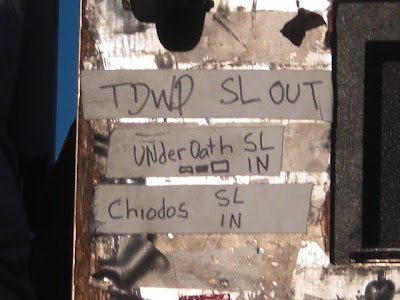 TDWP SL OUT
UNderOath SL
IN
Chiodos SL
IN